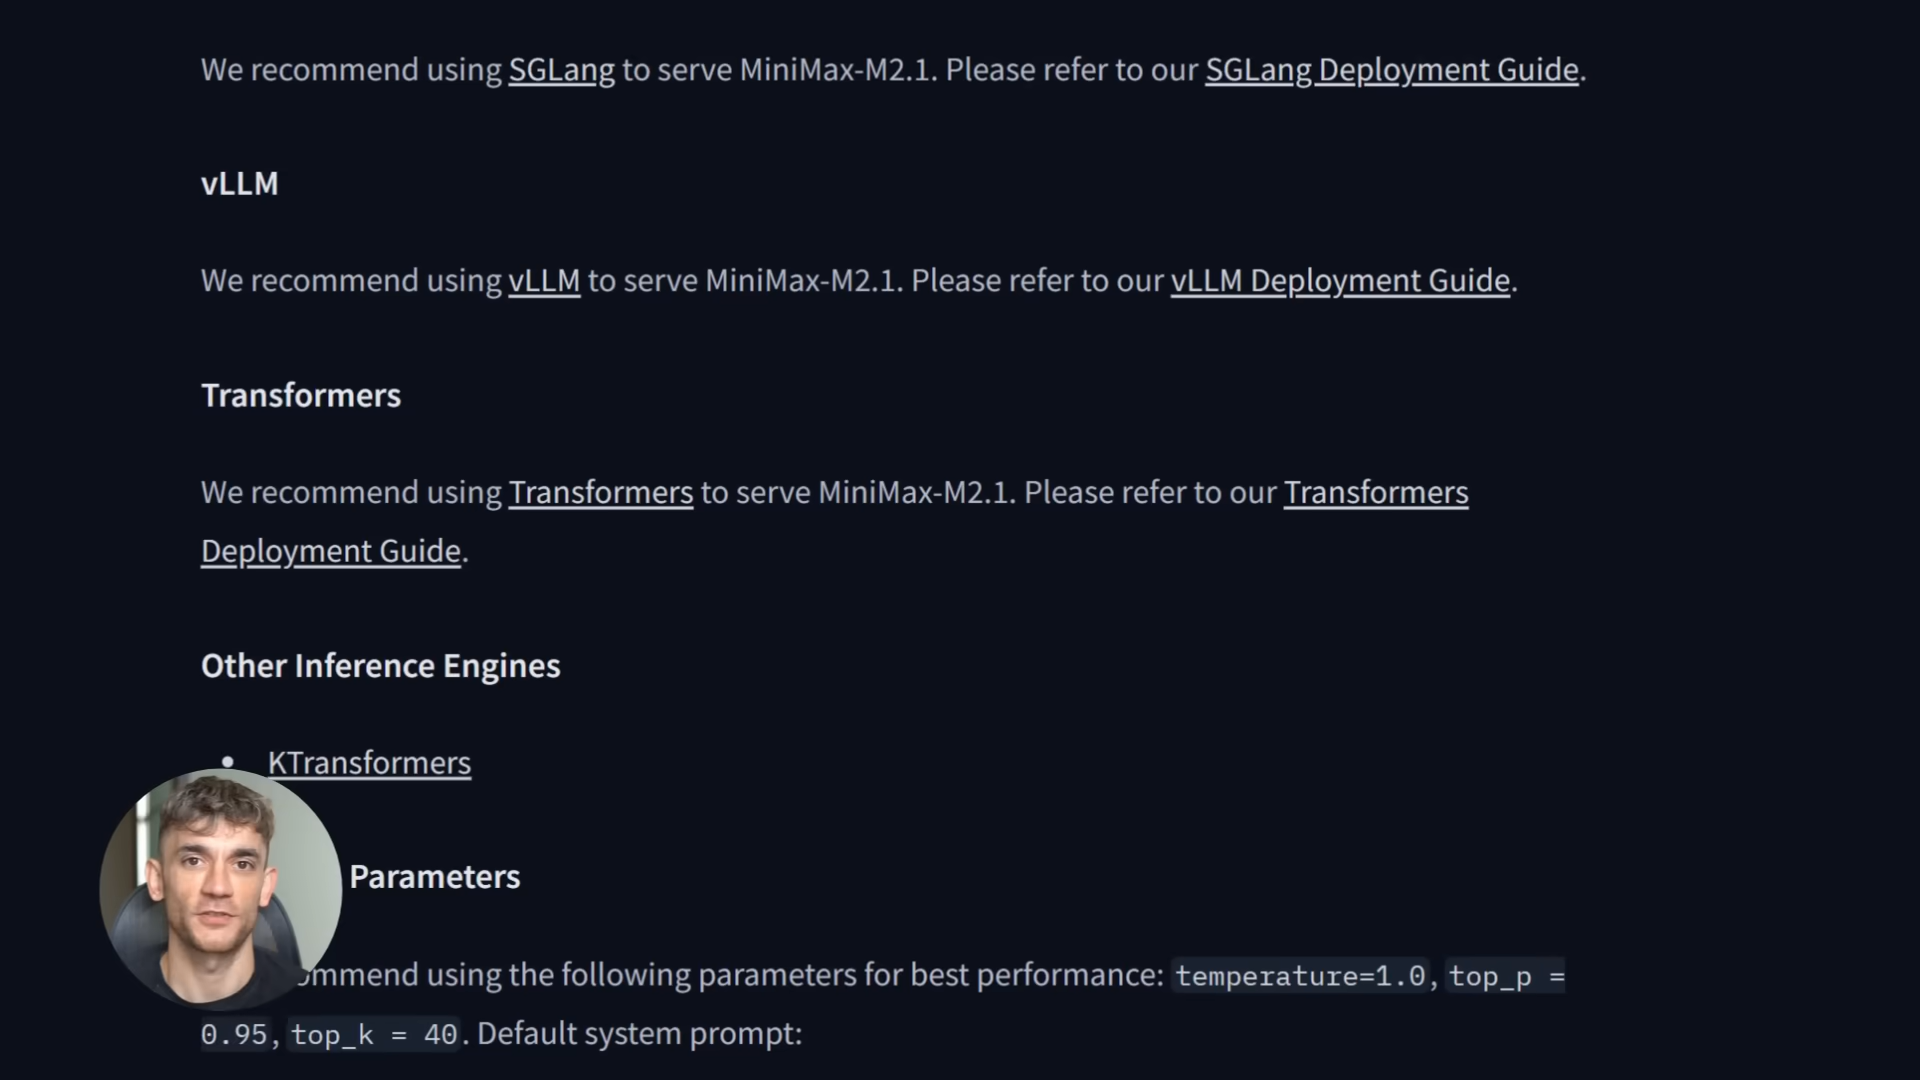 We recommend using SGLang to serve MiniMax-M2.1. Please refer to our SGLang Deployment Guide.
vLLM
We recommend using vLLM to serve MiniMax-M2.1. Please refer to our vLLM Deployment Guide.
Transformers
We recommend using Transformers to serve MiniMax-M2.1. Please refer to our Transformers
Deployment Guide.
Other Inference Engines
• KTransformers
Parameters
ommend using the following parameters for best performance: temperature=1.0, top_p =
0.95, top_k = 40. Default system prompt: